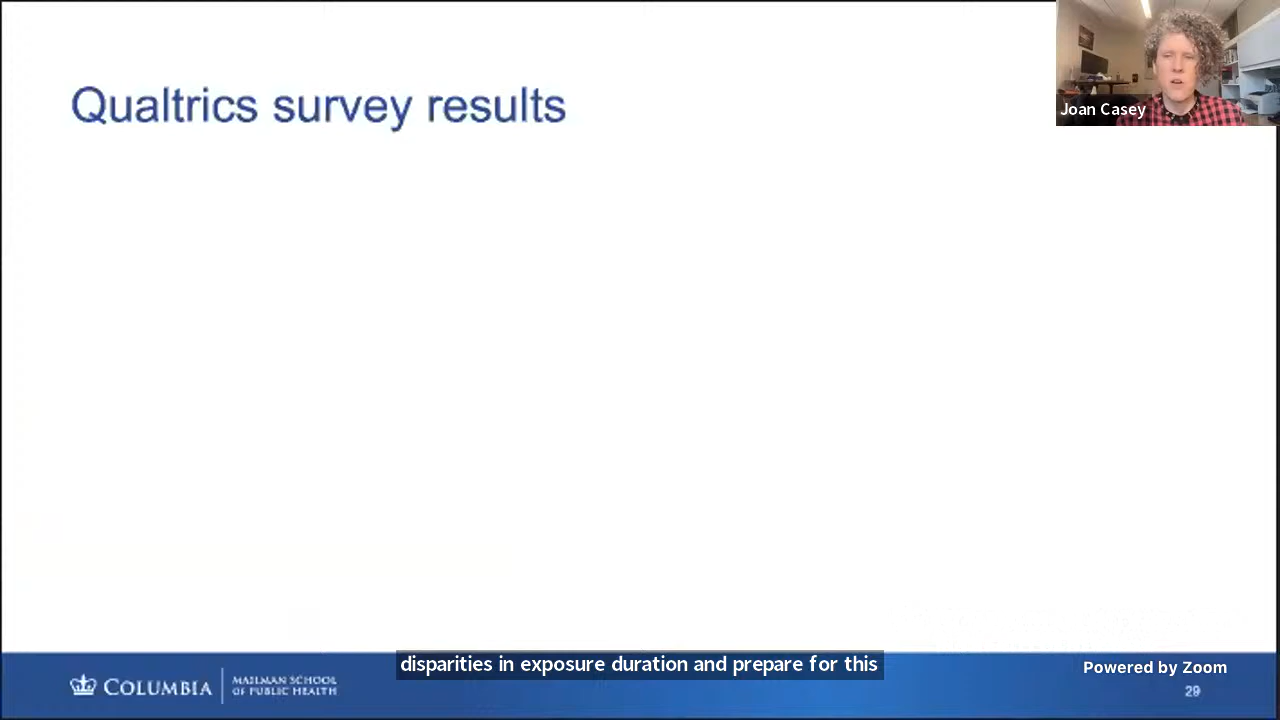 Qualtrics survey results
Joan Casey
disparities in exposure duration and prepare for this
COLUMBIA
MAILMAN SCHOOL
OF PUBLIC HEALTH
Powered by Zoom
29